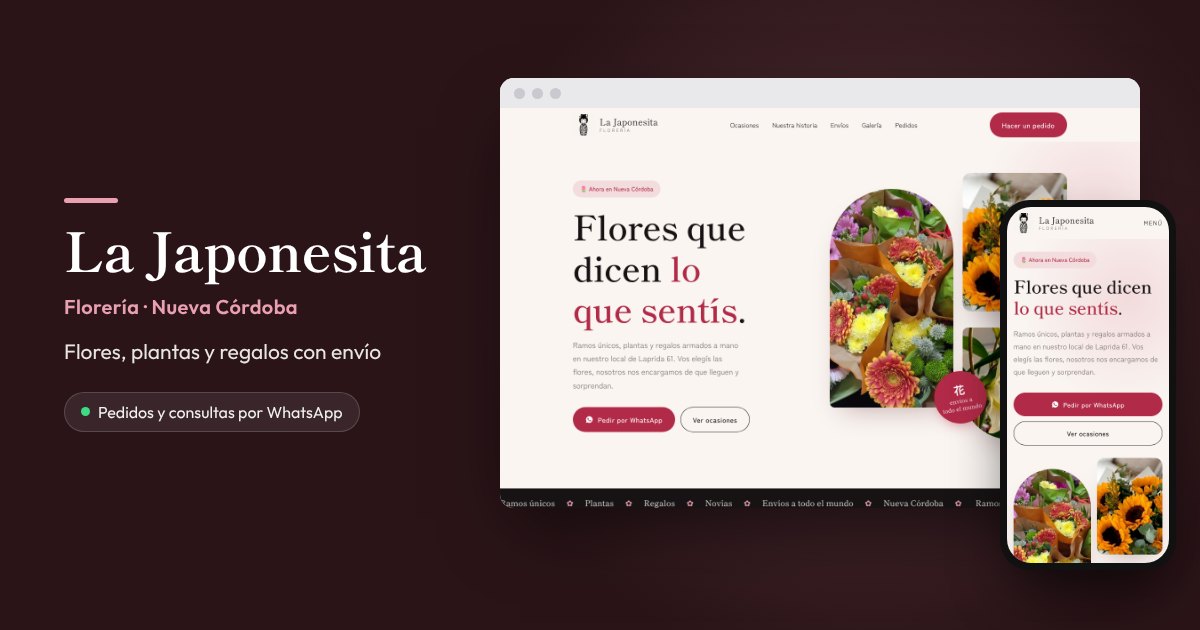 La Japonesita
Florería · Nueva Córdoba
Flores, plantas y regalos con envío
Pedidos y consultas por WhatsApp
La Japonesita
FLORERÍA
Ocasiones Nuestra historia Envíos Galería Pedidos
Hacer un pedido
Ahora en Nueva Córdoba
Flores que
dicen lo
que sentís.
Ramos únicos, plantas y regalos armados a mano
en nuestro local de Laprida 61. Vos elegís las
flores, nosotros nos encargamos de que lleguen y
sorprendan.
Pedir por WhatsApp
Ver ocasiones
花
envíos a
todo el mundo
Ramos únicos ✿ Plantas ✿ Regalos ✿ Novias ✿ Envíos a todo el mundo ✿ Nueva Córdoba ✿ Ramo
La Japonesita
FLORERÍA
MENÚ
Ahora en Nueva Córdoba
Flores que dicen
lo que sentís.
Ramos únicos, plantas y regalos armados a
mano en nuestro local de Laprida 61. Vos
elegís las flores, nosotros nos encargamos de
que lleguen y sorprendan.
Pedir por WhatsApp
Ver ocasiones